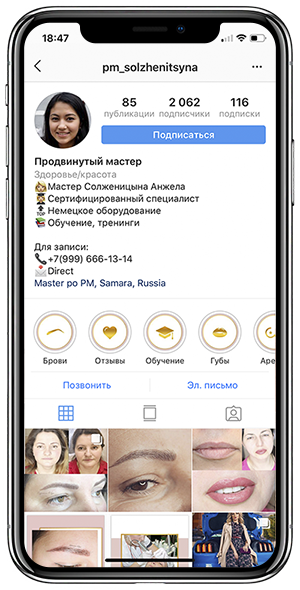 18:47
pm_solzhenitsyna
85 2 062 116
публикации подписчики подписки
Подписаться
Продвинутый мастер
Здоровье/красота
Мастер Солженицына Анжела
Сертифицированный специалист
TOP Немецкое оборудование
Обучение, тренинги
Для записи:
+7(999) 666-13-14
Direct
Master po PM, Samara, Russia
Брови Отзывы Обучение Губы Аре
Позвонить Эл. письмо